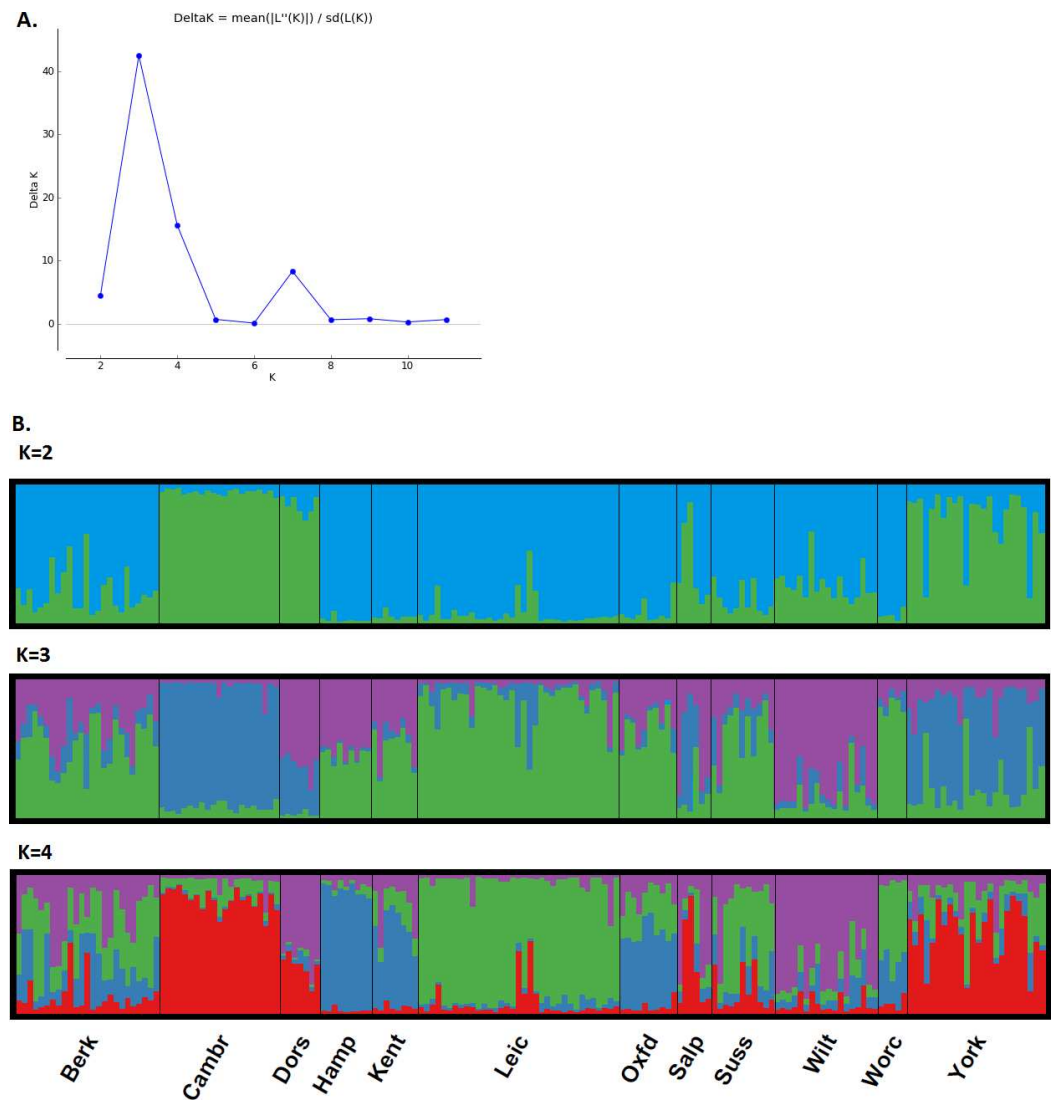 A.
DeltaK = mean(|L''(K)|) / sd(L(K))
40
30
20
10
0
Delta K
2 4 6 8 10
K
B.
K=2
K=3
K=4
Berk Cambr Dors Hamp Kent Leic Oxfd Salp Suss Wilt Worc York